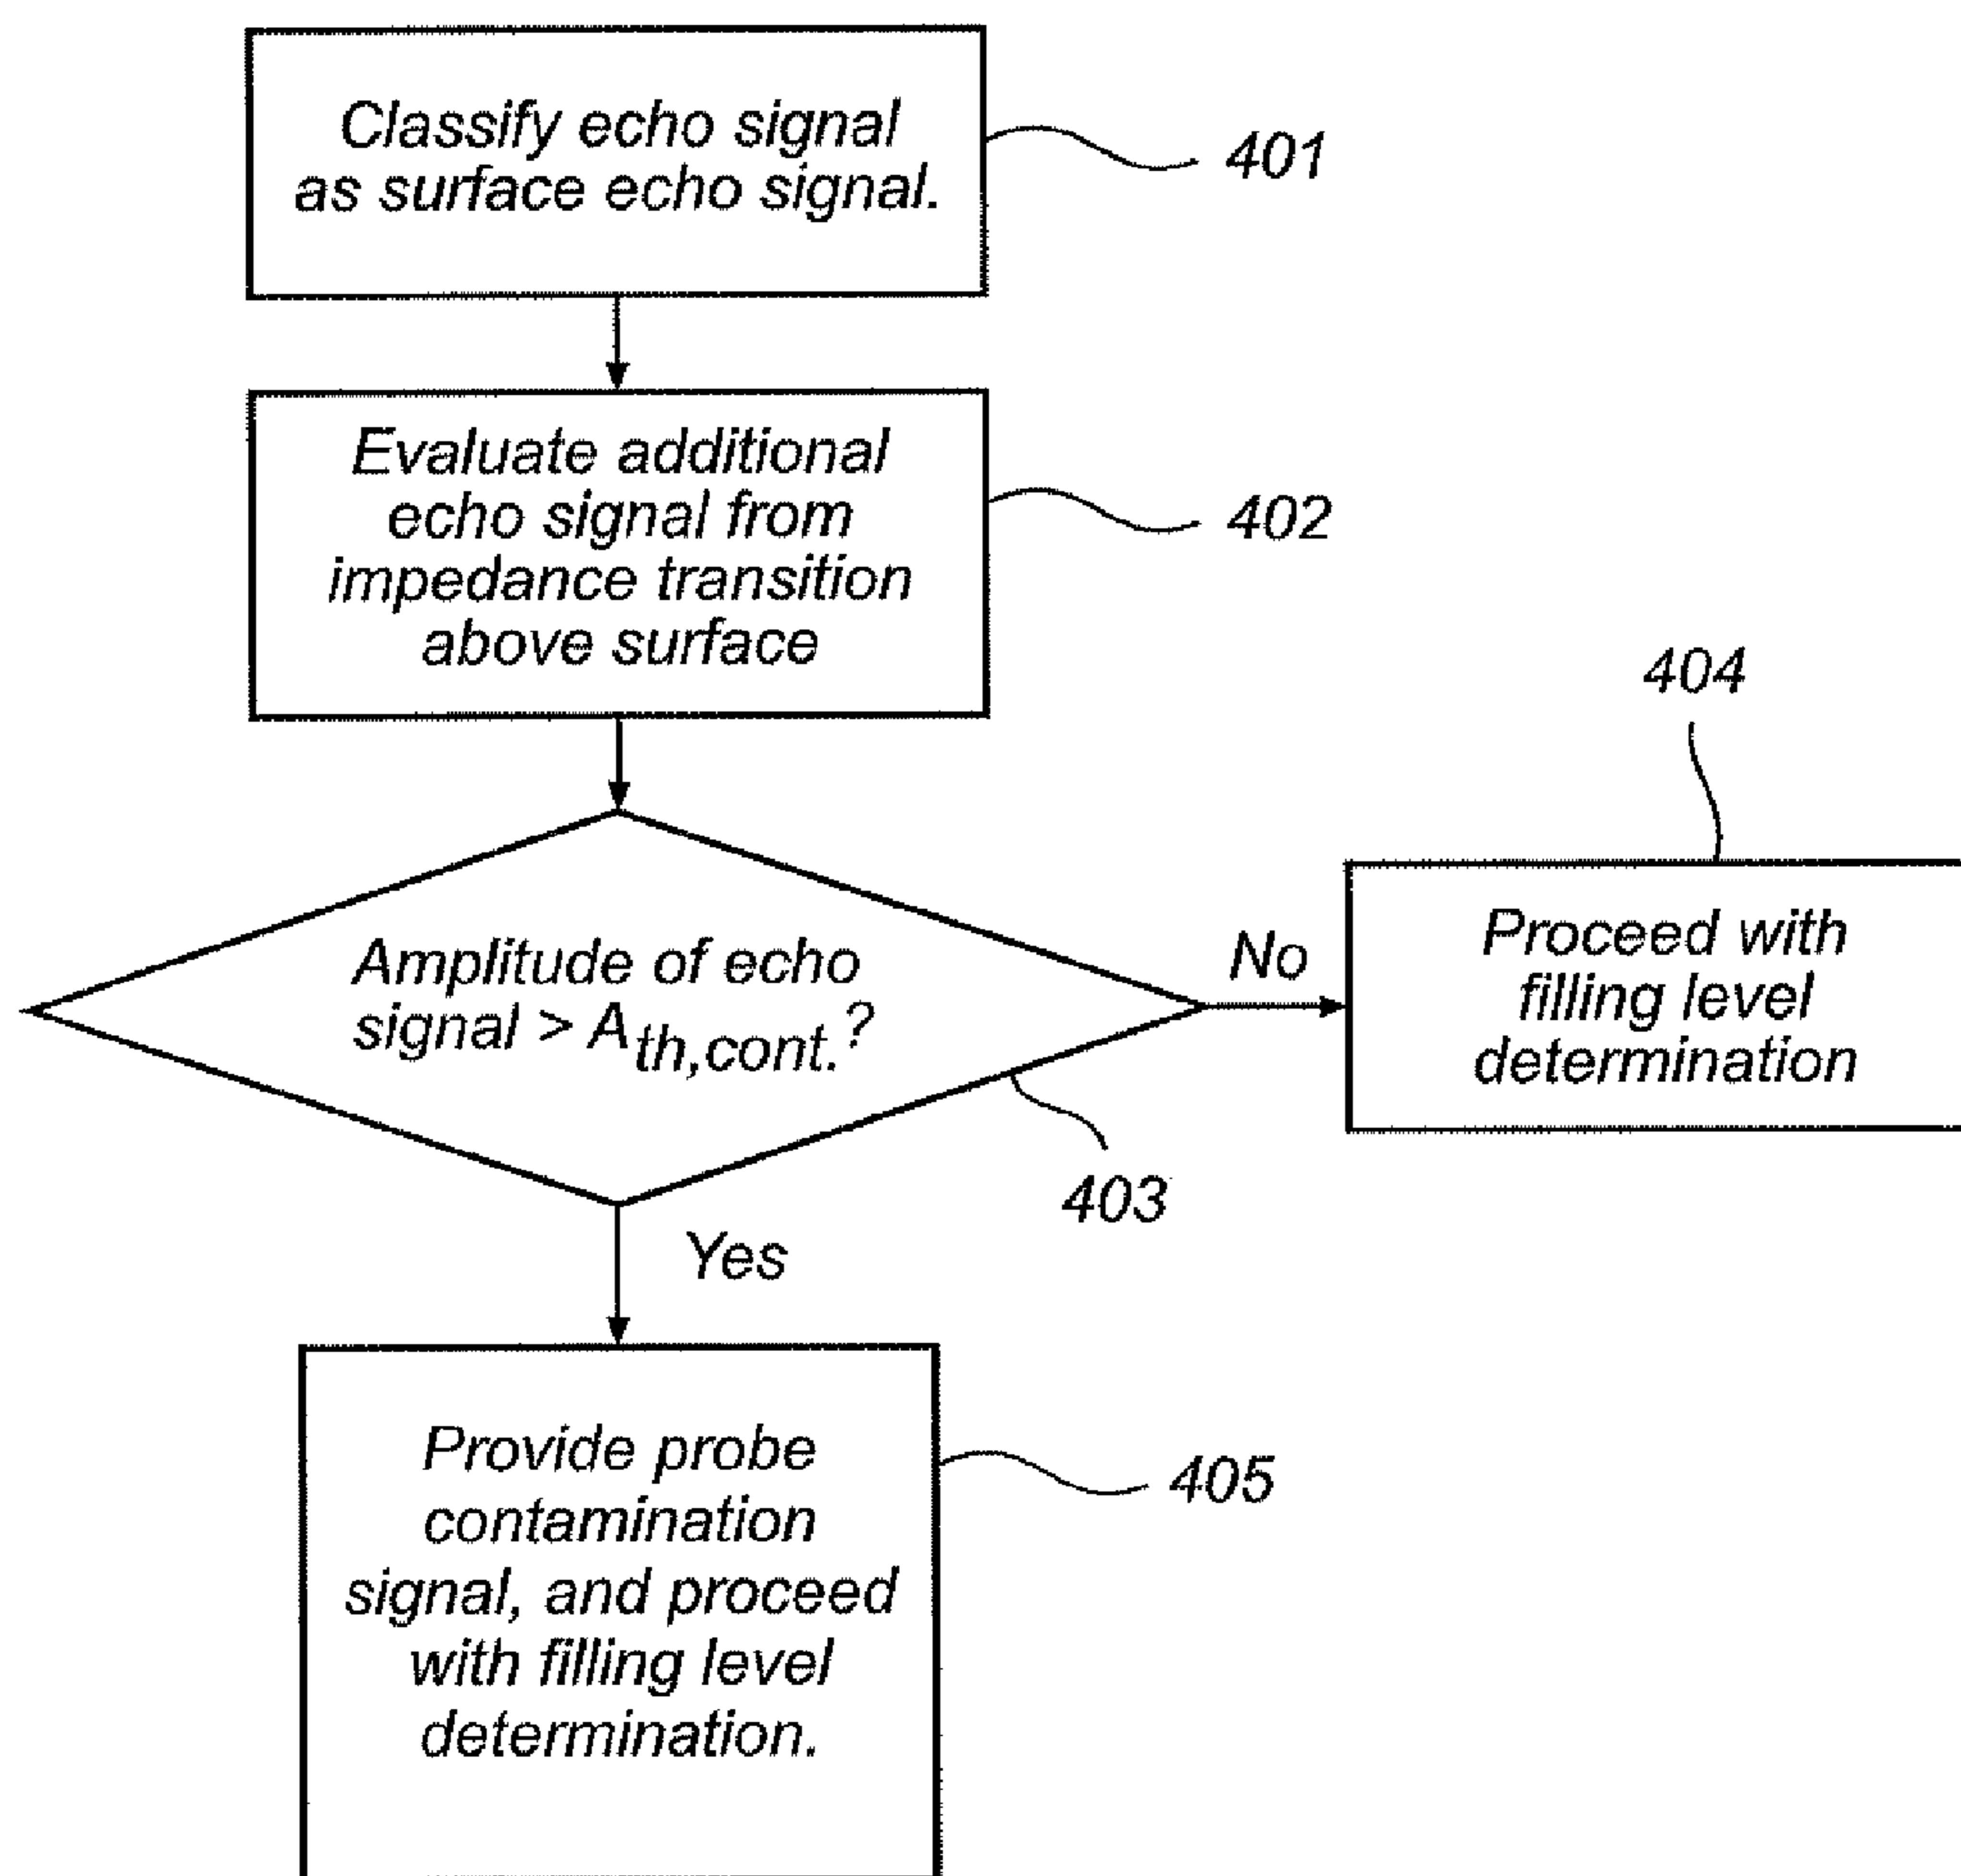 Classify echo signal
as surface echo signal.
401
Evaluate additional
echo signal from
impedance transition
above surface
402
404
Amplitude of echo
signal > A th,cont. ?
No
Proceed with
filling level
determination
403
Yes
Provide probe
contamination
signal, and proceed
with filling level
determination.
405